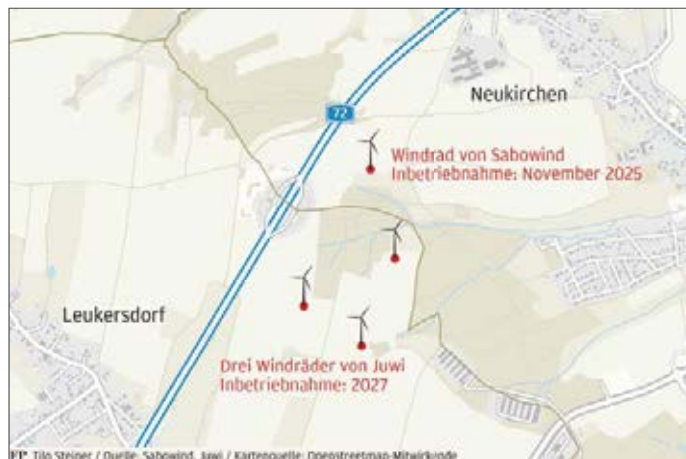 72
Neukirchen
Windrad von Sabowind
Inbetriebnahme: November 2025
Leukersdorf
Drei Windräder von Juwi
Inbetriebnahme: 2027
FP Tilo Steiner / Quelle: Sabowind, Juwi / Kartenquelle: Openstreetmap-Mitwirkende